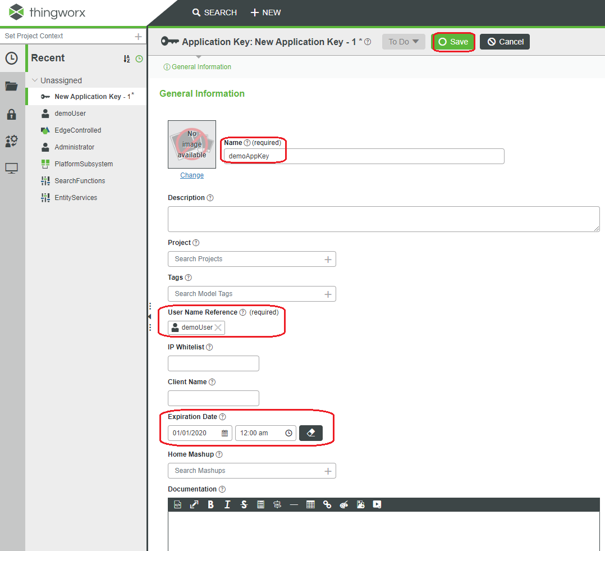 thingworx
SEARCH
NEW
Set Project Context
Recent
Unassigned
New Application Key - 1*
demoUser
EdgeControlled
Administrator
PlatformSubsystem
SearchFunctions
EntityServices
Application Key: New Application Key - 1 *
To Do
Save
Cancel
General Information
General Information
No
image
available
Change
Name (required)
demoAppKey
Description
Project
Search Projects
Tags
Search Model Tags
User Name Reference (required)
demoUser
IP Whitelist
Client Name
Expiration Date
01/01/2020 12:00 am
Home Mashup
Search Mashups
Documentation
B I S